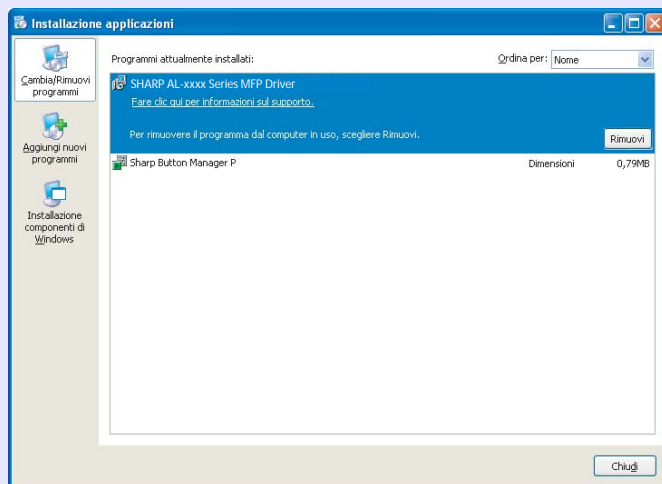 Installazione applicazioni
Cambia/Rimuovi
programmi
Aggiungi nuovi
programmi
Installazione
componenti di
Windows
Programmi attualmente installati:
Ordina per: Nome
SHARP AL-xxxx Series MFP Driver
Fare clic qui per informazioni sul supporto.
Per rimuovere il programma dal computer in uso, scegliere Rimuovi.
Rimuovi
Sharp Button Manager P Dimensioni 0,79MB
Chiudi